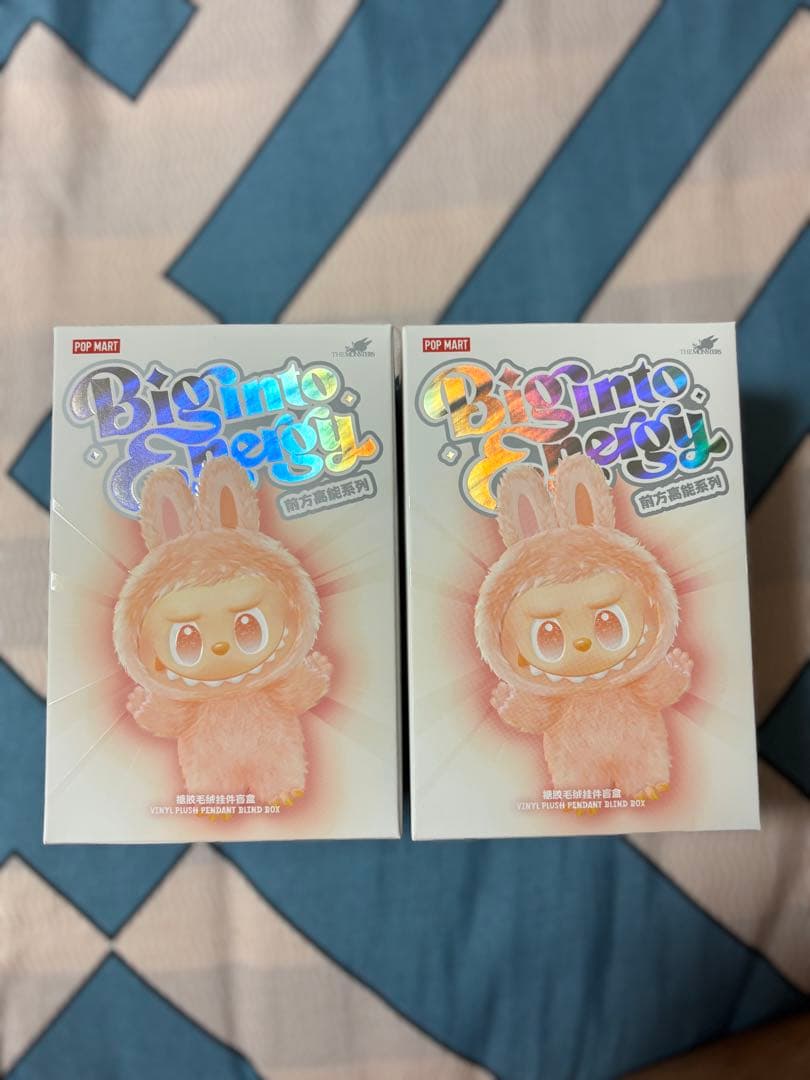 POP MART
THE MONSTERS
Big into
Energy
前方高能系列
搪胶毛绒挂件盲盒
VINYL PLUSH PENDANT BLIND BOX
POP MART
THE MONSTERS
Big into
Energy
前方高能系列
搪胶毛绒挂件盲盒
VINYL PLUSH PENDANT BLIND BOX